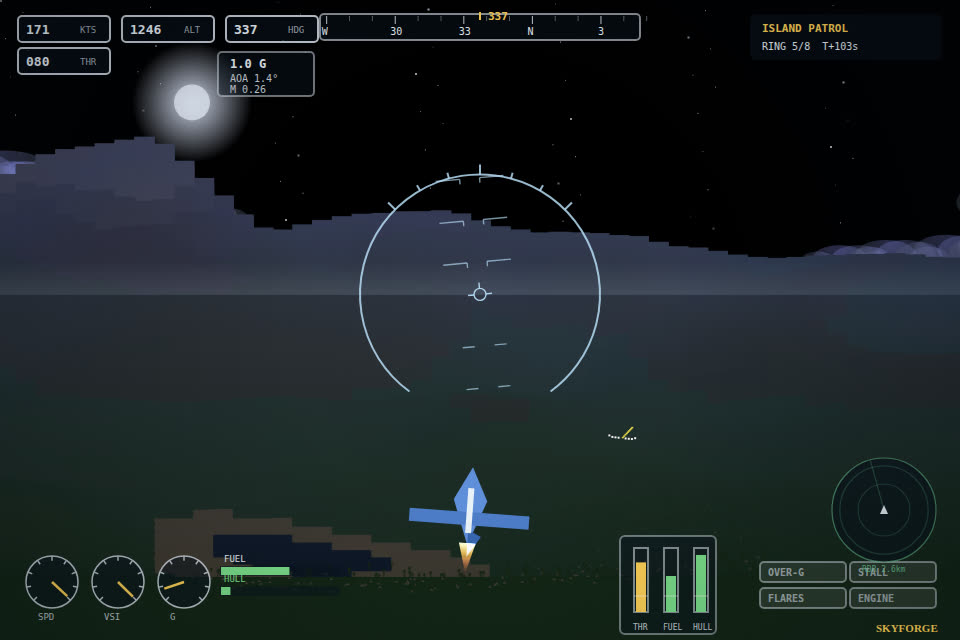 171 KTS
1246 ALT
337 HDG
337
W 30 33 N 3
080 THR
1.0 G
AOA 1.4°
M 0.26
ISLAND PATROL
RING 5/8 T+103s
FUEL
HULL
SPD
VSI
G
THR
FUEL
HULL
OVER-G
STALL
FLARES
ENGINE
SKYFORGE